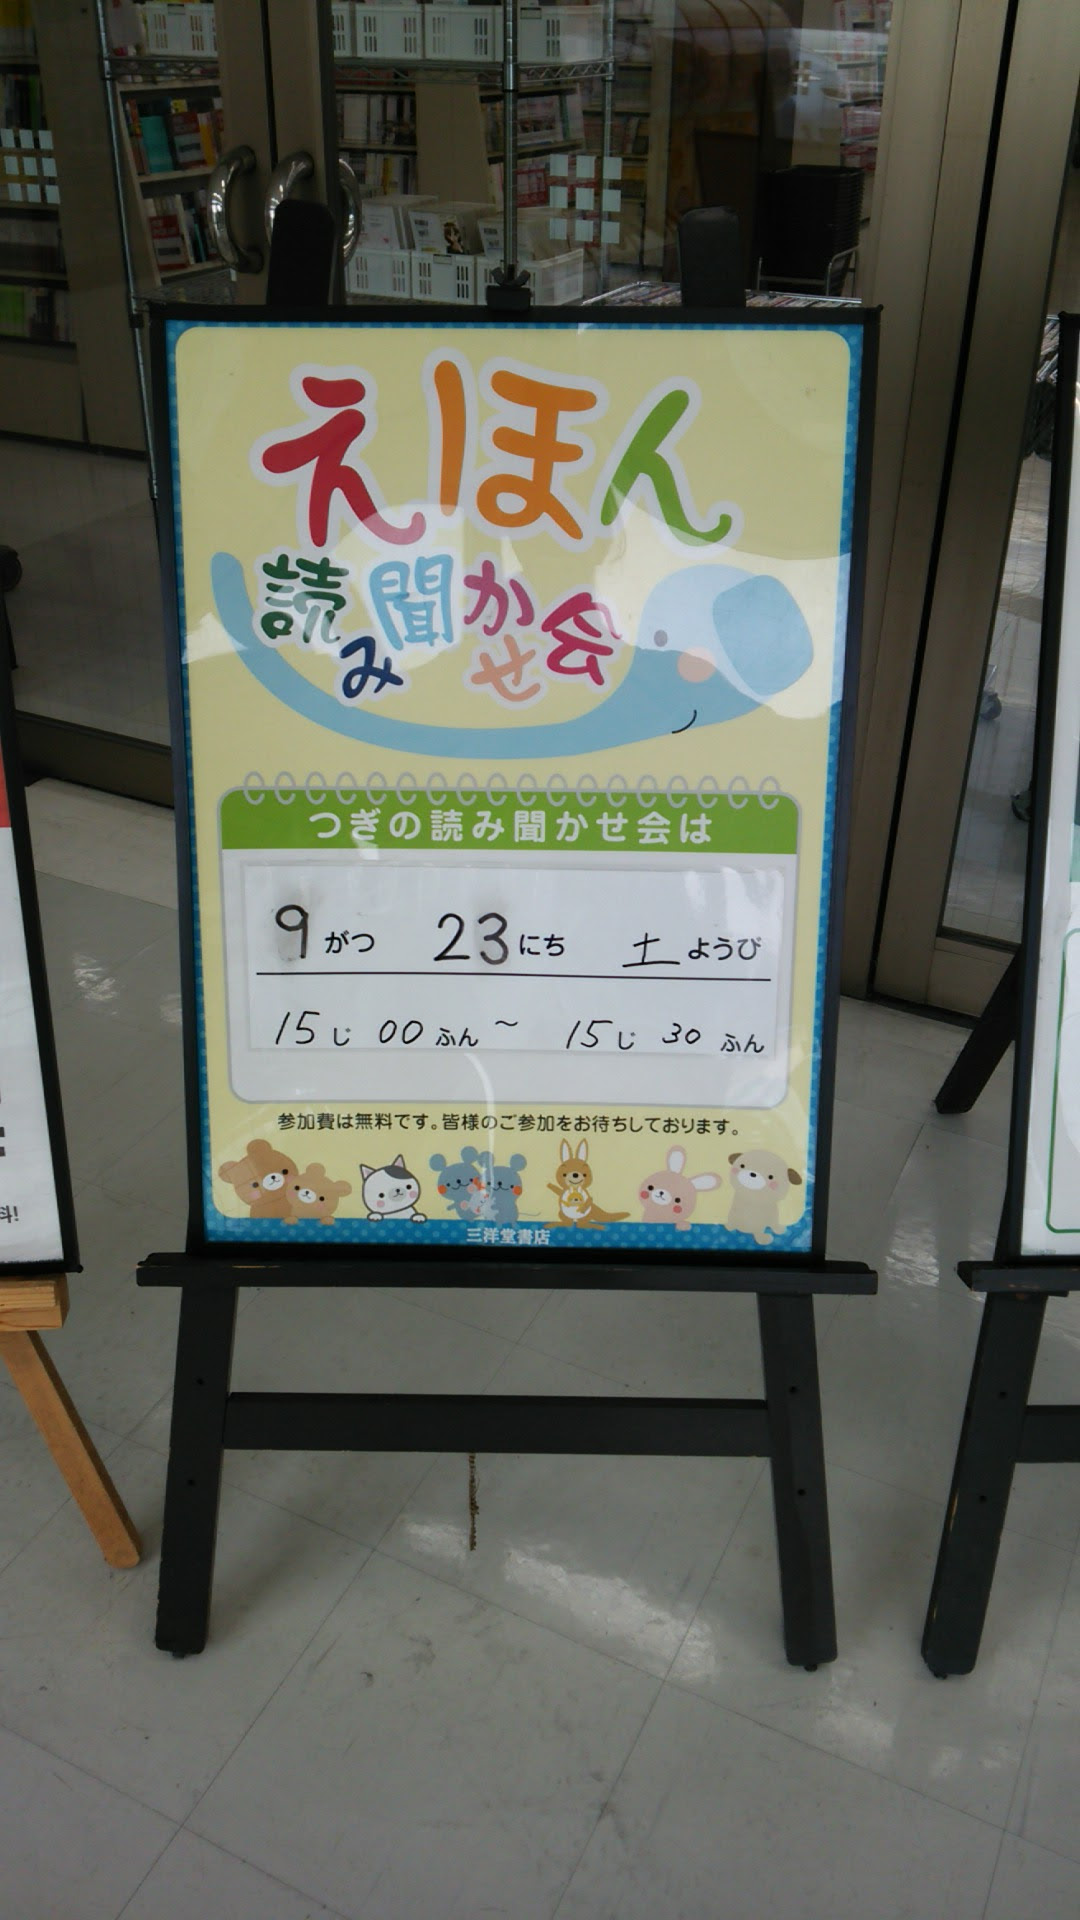 えほん
読み聞かせ会
つぎの読み聞かせ会は
9がつ 23にち 土ようび
15じ 00ふん～ 15じ 30ふん
参加費は無料です。皆様のご参加をお待ちしております。
三洋堂書店
料!